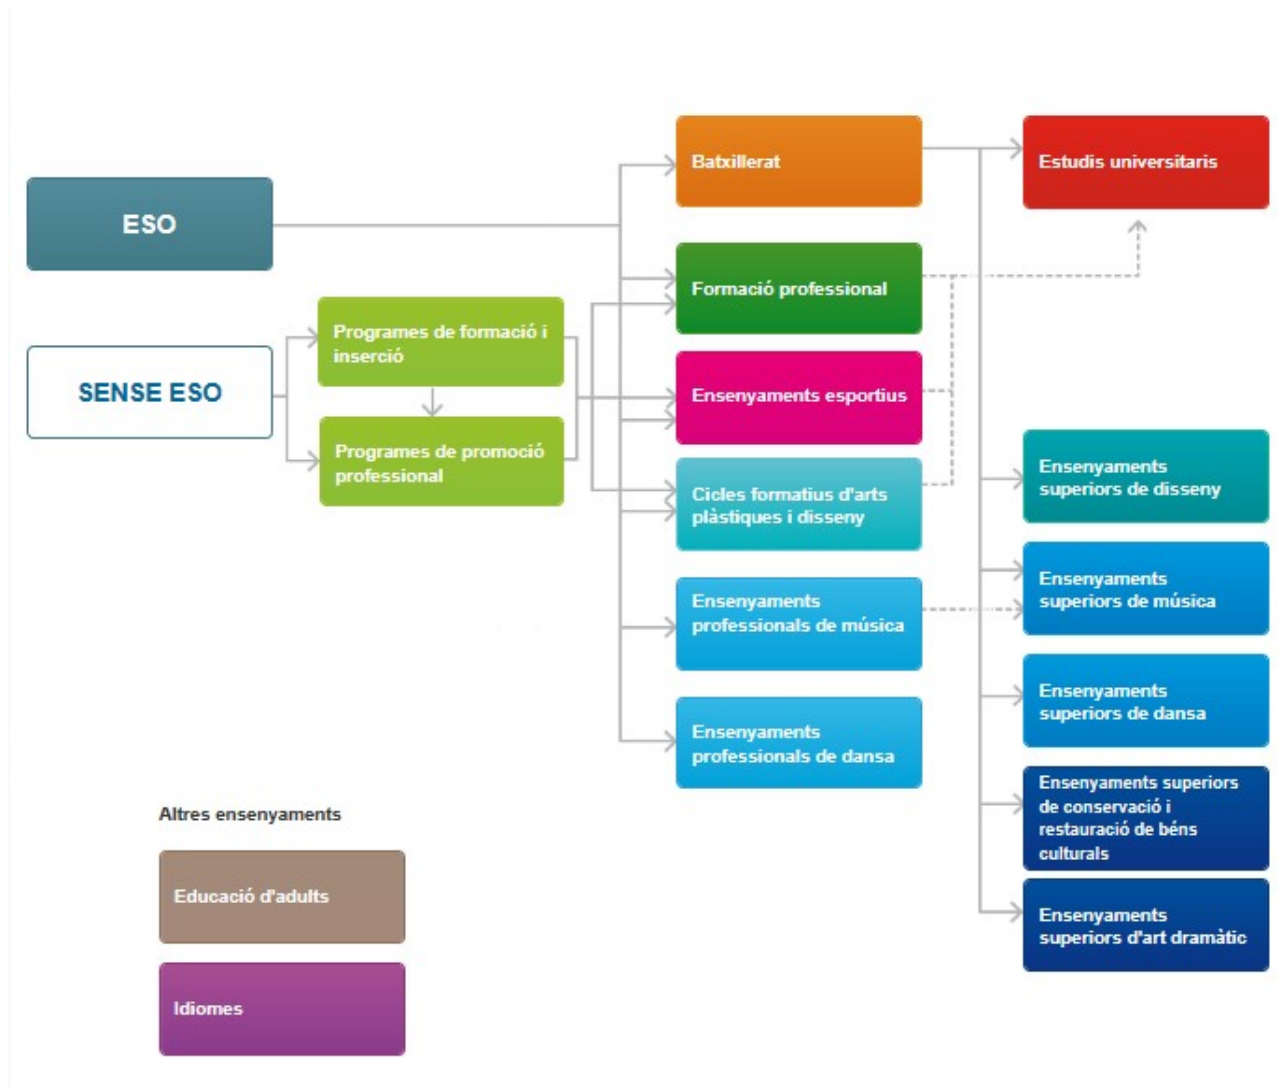 ESO
SENSE ESO
Programes de formació i
inserció
Programes de promoció
professional
Batxillerat
Formació professional
Ensenyaments esportius
Cicles formatius d'arts
plàstiques i disseny
Ensenyaments
professionals de música
Ensenyaments
professionals de dansa
Estudis universitaris
Ensenyaments
superiors de disseny
Ensenyaments
superiors de música
Ensenyaments
superiors de dansa
Ensenyaments superiors
de conservació i
restauració de béns
culturals
Ensenyaments
superiors d'art dramàtic
Altres ensenyaments
Educació d'adults
Idiomes